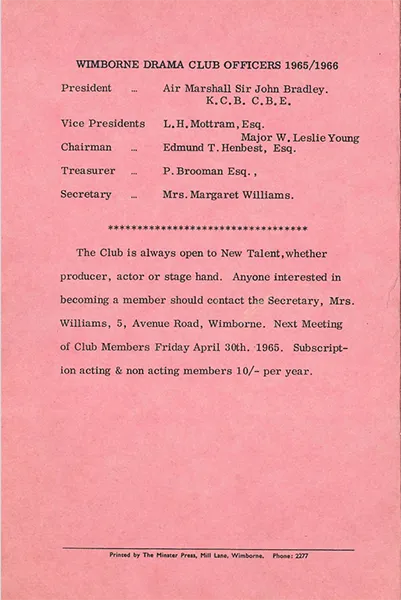 WIMBORNE DRAMA CLUB OFFICERS 1965/1966
President ... Air Marshall Sir John Bradley.
K.C.B. C.B.E.
Vice Presidents L.H. Mottram, Esq.
Major W. Leslie Young
Chairman ... Edmund T. Henbest, Esq.
Treasurer ... P. Brooman Esq. ,
Secretary ... Mrs. Margaret Williams.
**********************************
The Club is always open to New Talent, whether
producer, actor or stage hand. Anyone interested in
becoming a member should contact the Secretary, Mrs.
Williams, 5, Avenue Road, Wimborne. Next Meeting
of Club Members Friday April 30th. 1965. Subscript-
ion acting & non acting members 10/- per year.
Printed by The Minster Press, Mill Lane, Wimborne. Phone: 2277